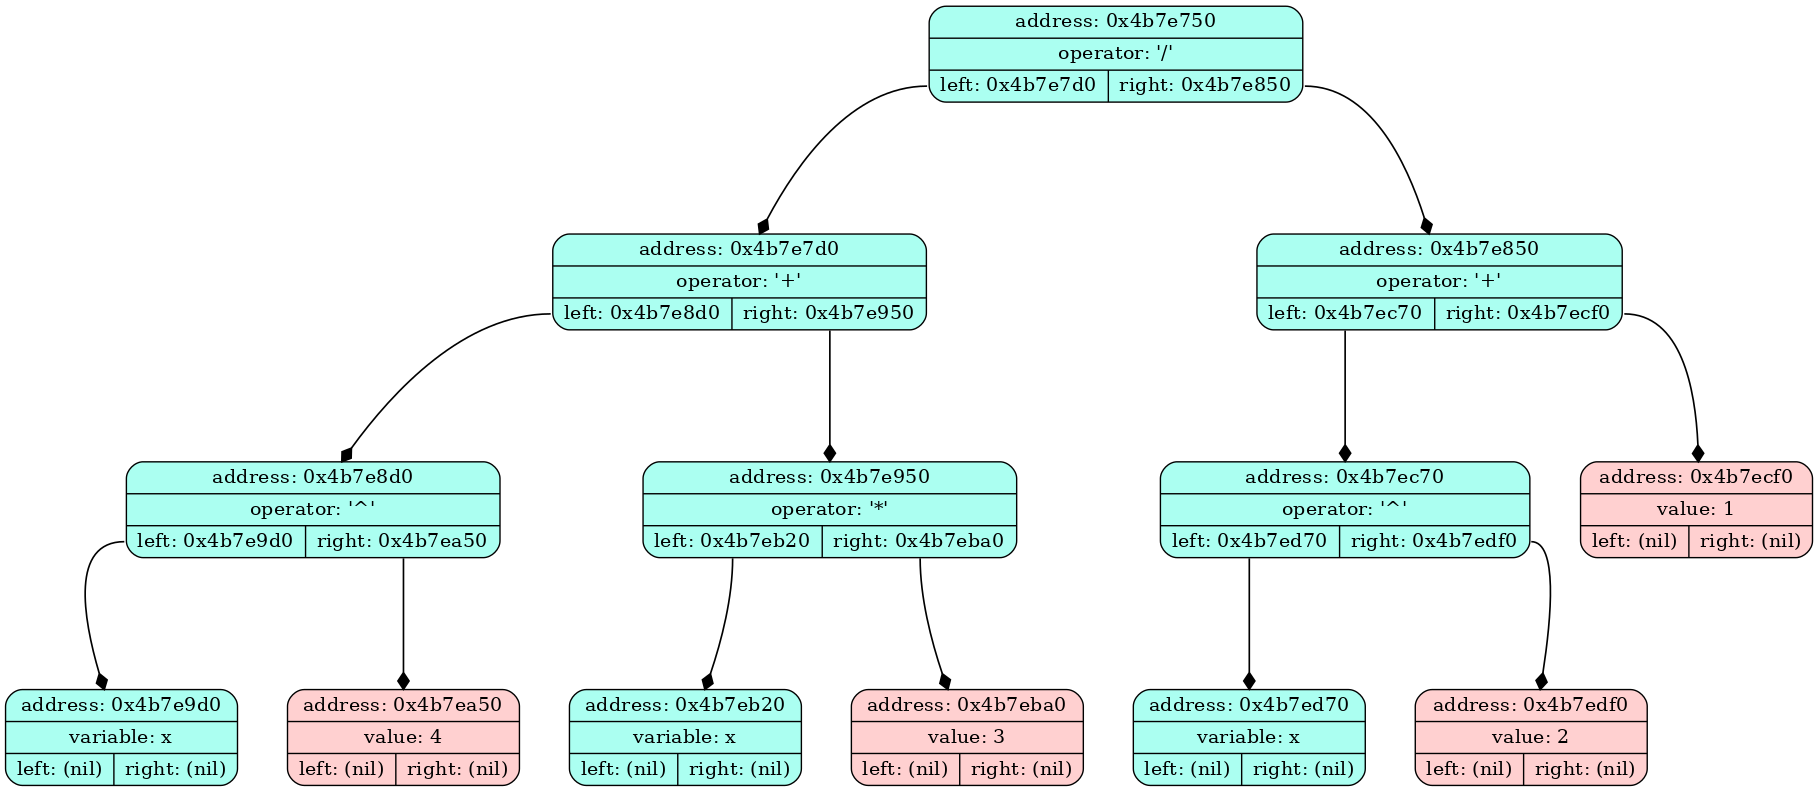 address: 0x4b7e750
operator: '/'
left: 0x4b7e7d0 right: 0x4b7e850
address: 0x4b7e7d0
operator: '+'
left: 0x4b7e8d0 right: 0x4b7e950
address: 0x4b7e850
operator: '+'
left: 0x4b7ec70 right: 0x4b7ecf0
address: 0x4b7e8d0
operator: '^'
left: 0x4b7e9d0 right: 0x4b7ea50
address: 0x4b7e950
operator: '*'
left: 0x4b7eb20 right: 0x4b7eba0
address: 0x4b7ec70
operator: '^'
left: 0x4b7ed70 right: 0x4b7edf0
address: 0x4b7ecf0
value: 1
left: (nil) right: (nil)
address: 0x4b7e9d0
variable: x
left: (nil) right: (nil)
address: 0x4b7ea50
value: 4
left: (nil) right: (nil)
address: 0x4b7eb20
variable: x
left: (nil) right: (nil)
address: 0x4b7eba0
value: 3
left: (nil) right: (nil)
address: 0x4b7ed70
variable: x
left: (nil) right: (nil)
address: 0x4b7edf0
value: 2
left: (nil) right: (nil)